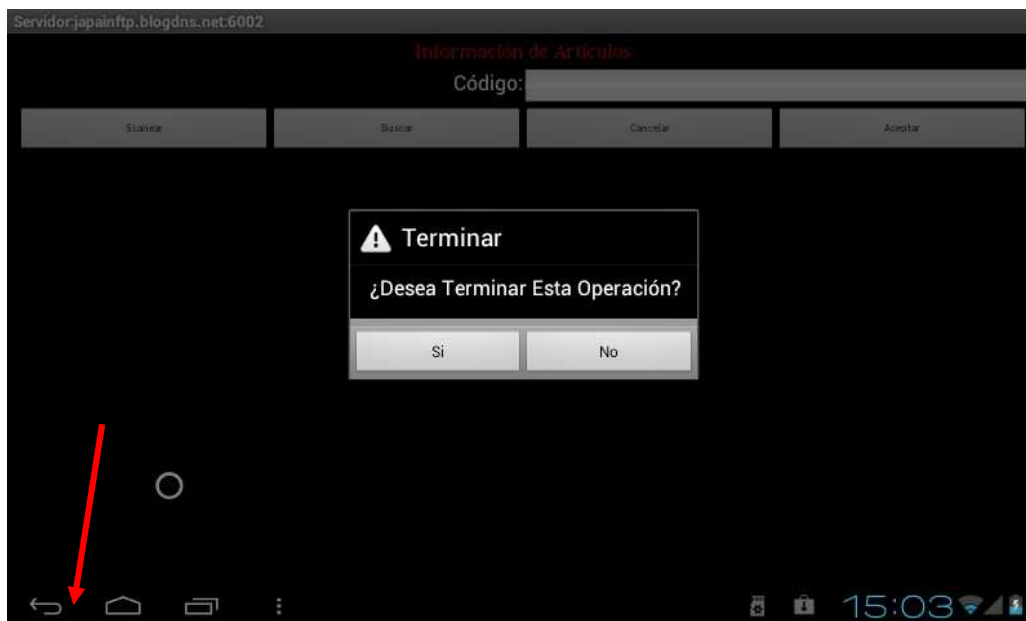 Servidor:japainftp.blogdns.net:6002
Información de Artículos
Código:
Scanear Buscar Cancelar Aceptar
Terminar
¿Desea Terminar Esta Operación?
Si No
15:03